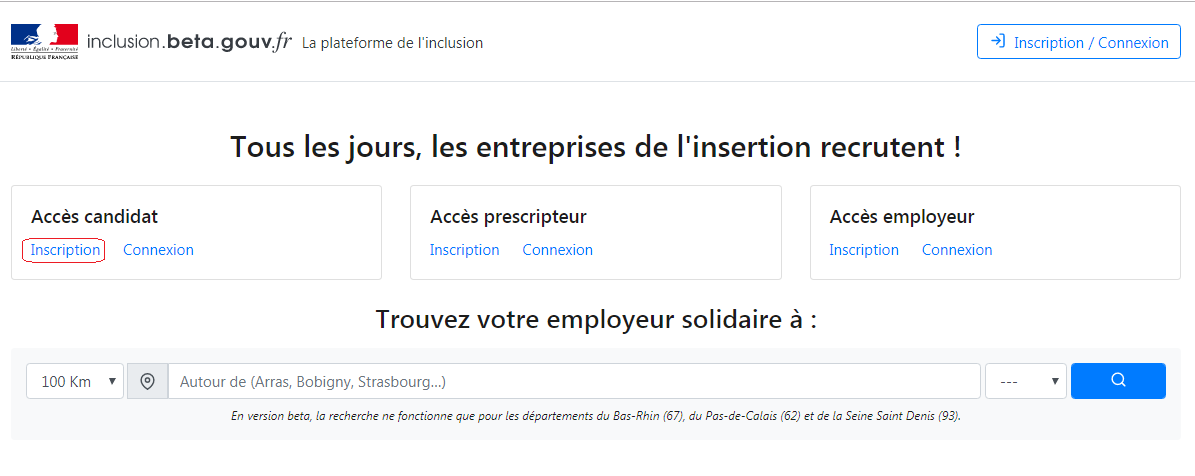 Liberté • Égalité • Fraternité
RÉPUBLIQUE FRANÇAISE
inclusion.beta.gouv.fr La plateforme de l'inclusion
Inscription / Connexion
Tous les jours, les entreprises de l'insertion recrutent !
Accès candidat
Inscription Connexion
Accès prescripteur
Inscription Connexion
Accès employeur
Inscription Connexion
Trouvez votre employeur solidaire à :
100 Km Autour de (Arras, Bobigny, Strasbourg...) ---
En version beta, la recherche ne fonctionne que pour les départements du Bas-Rhin (67), du Pas-de-Calais (62) et de la Seine Saint Denis (93).